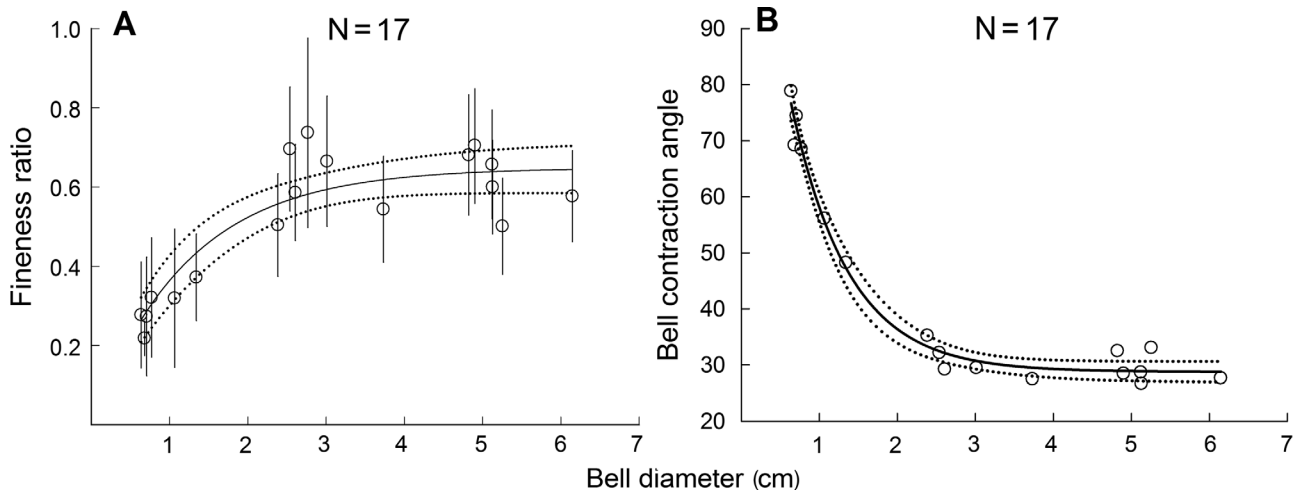 A
N = 17
1.0
0.8
0.6
0.4
0.2
Fineness ratio
1 2 3 4 5 6 7
B
N = 17
90
80
70
60
50
40
30
20
Bell contraction angle
1 2 3 4 5 6 7
Bell diameter (cm)